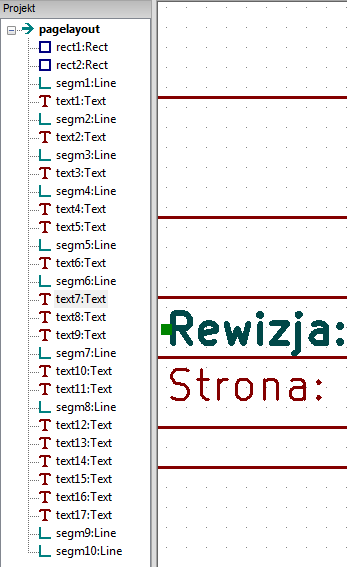 Projekt
pagelayout
rect1:Rect
rect2:Rect
segm1:Line
text1:Text
segm2:Line
text2:Text
segm3:Line
text3:Text
segm4:Line
text4:Text
text5:Text
segm5:Line
text6:Text
segm6:Line
text7:Text
text8:Text
text9:Text
segm7:Line
text10:Text
text11:Text
segm8:Line
text12:Text
text13:Text
text14:Text
text15:Text
text16:Text
text17:Text
segm9:Line
segm10:Line
Rewizja:
Strona: